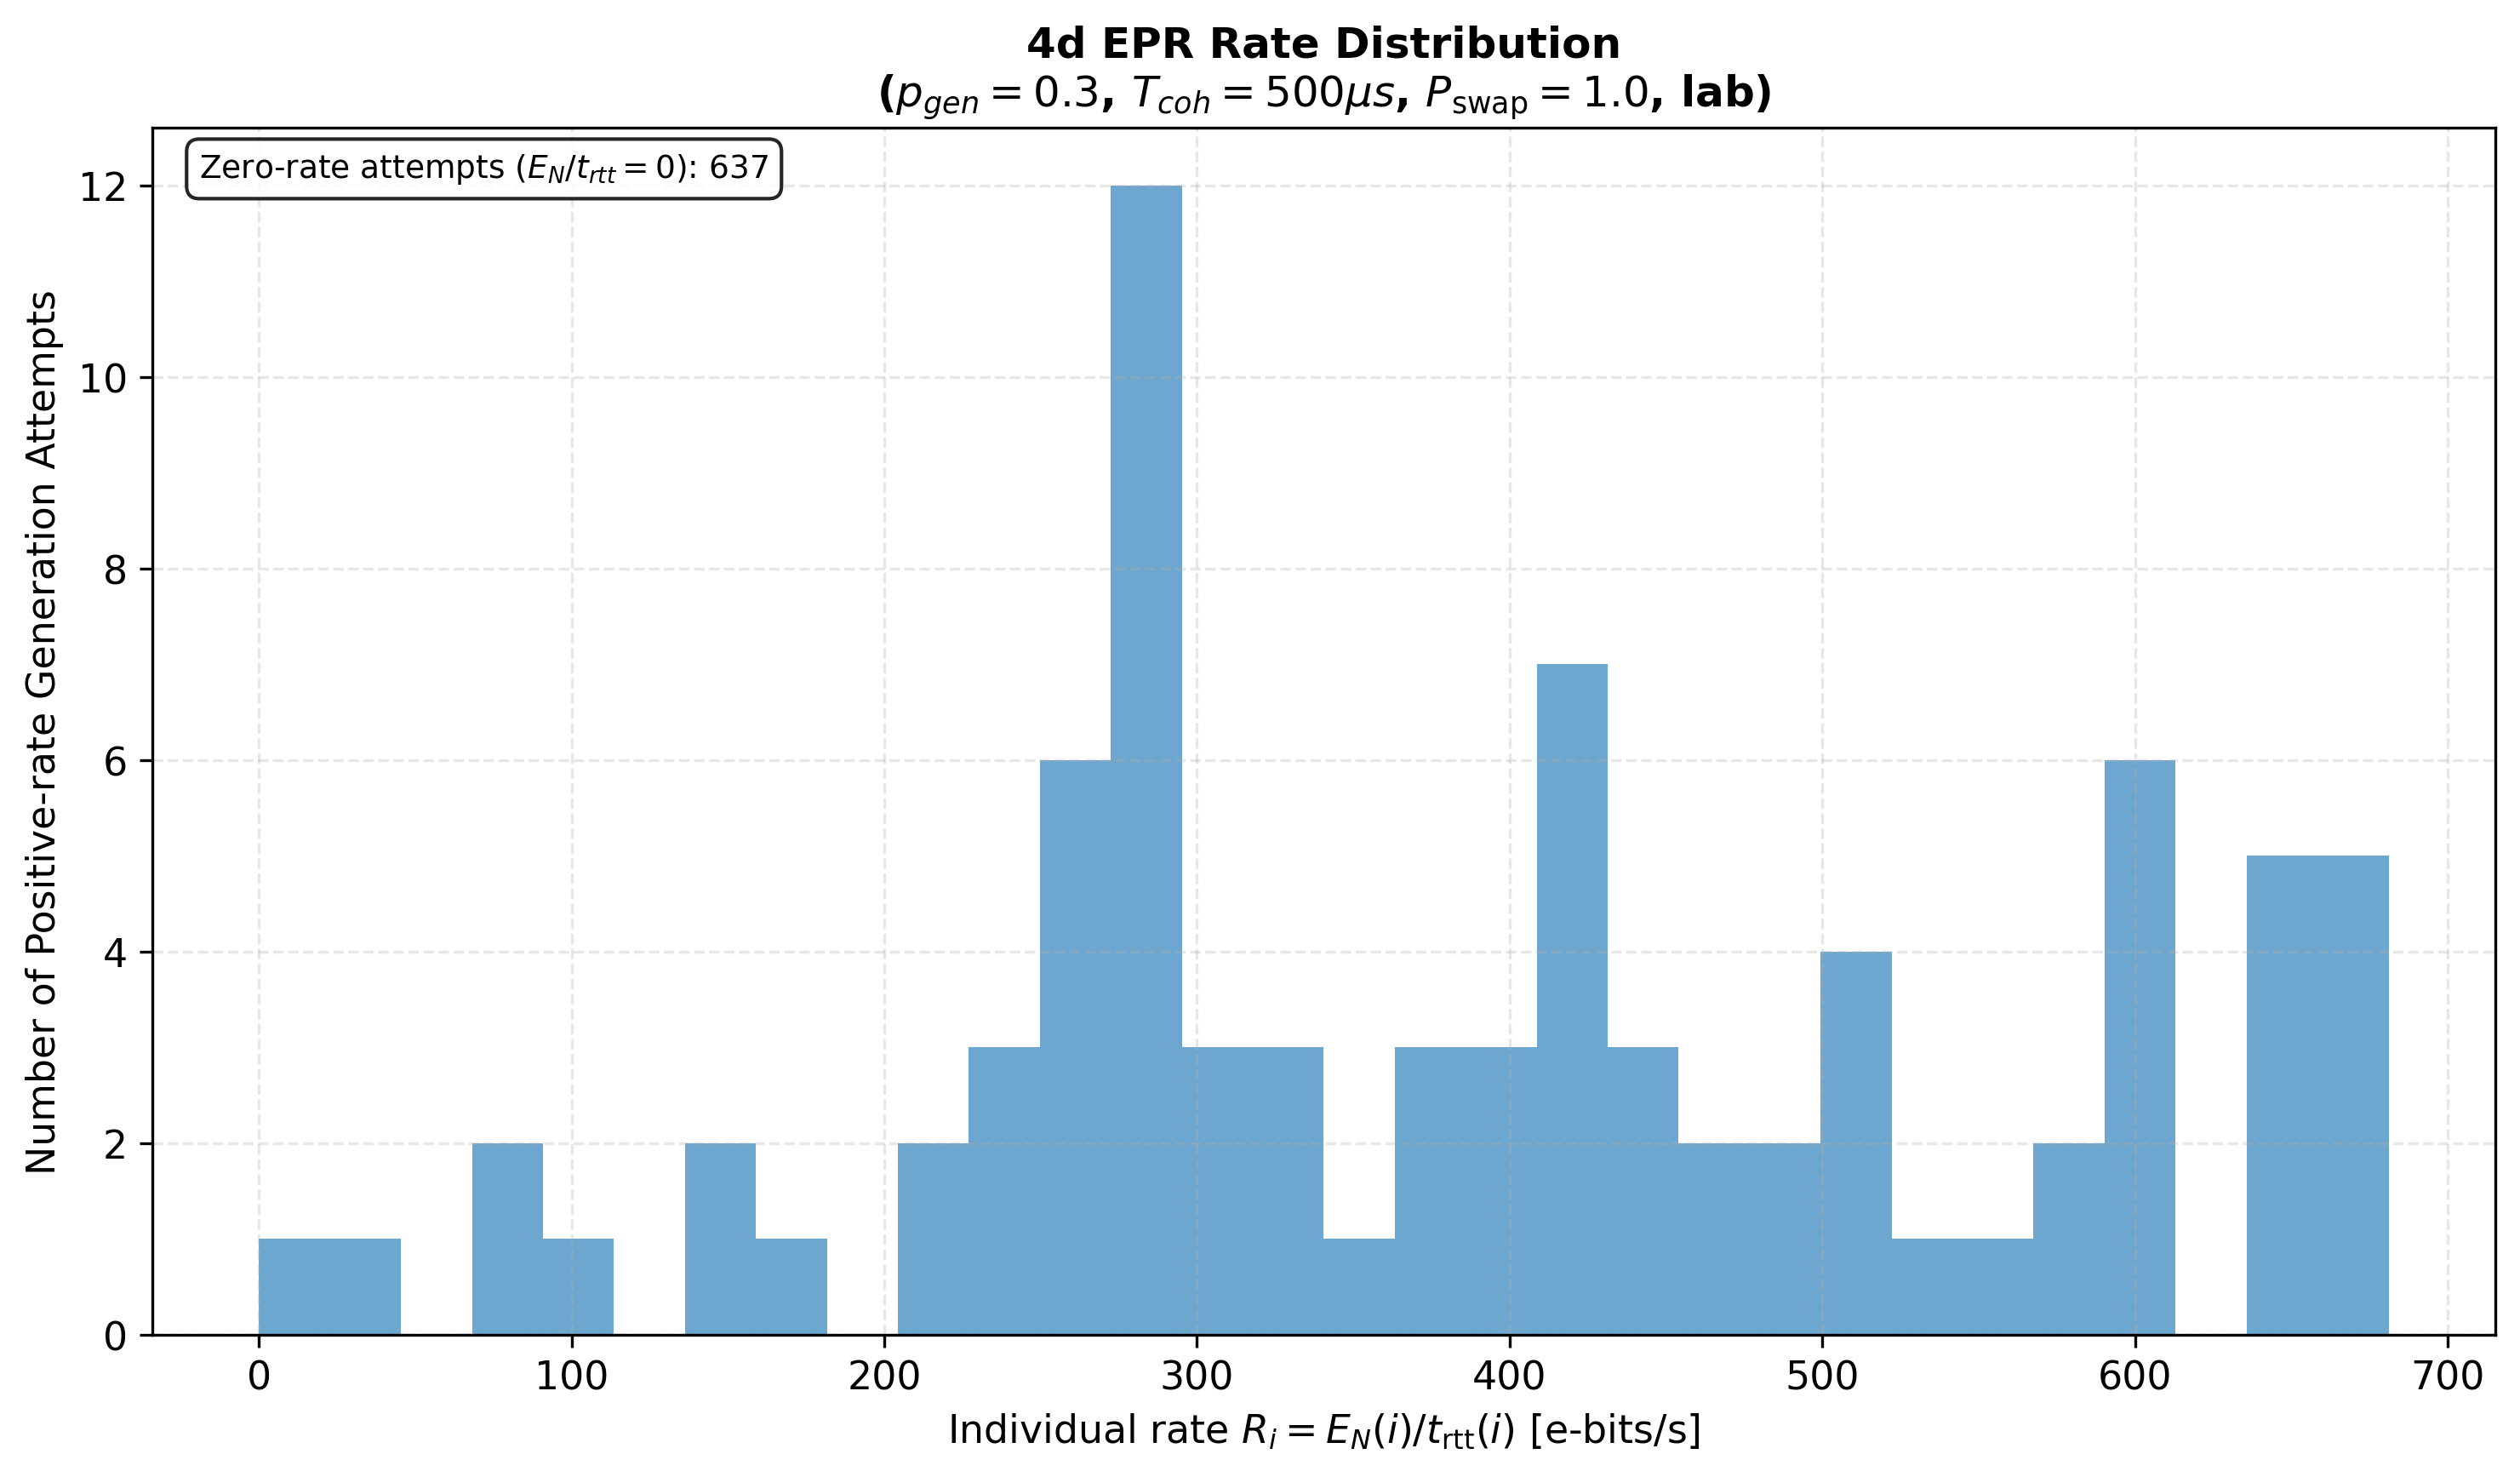 4d EPR Rate Distribution
(p_gen = 0.3, T_coh = 500μs, P_swap = 1.0, lab)
Zero-rate attempts (E_N/t_rtt = 0): 637
Number of Positive-rate Generation Attempts
12
10
8
6
4
2
0
0 100 200 300 400 500 600 700
Individual rate R_i = E_N(i)/t_rtt(i) [e-bits/s]